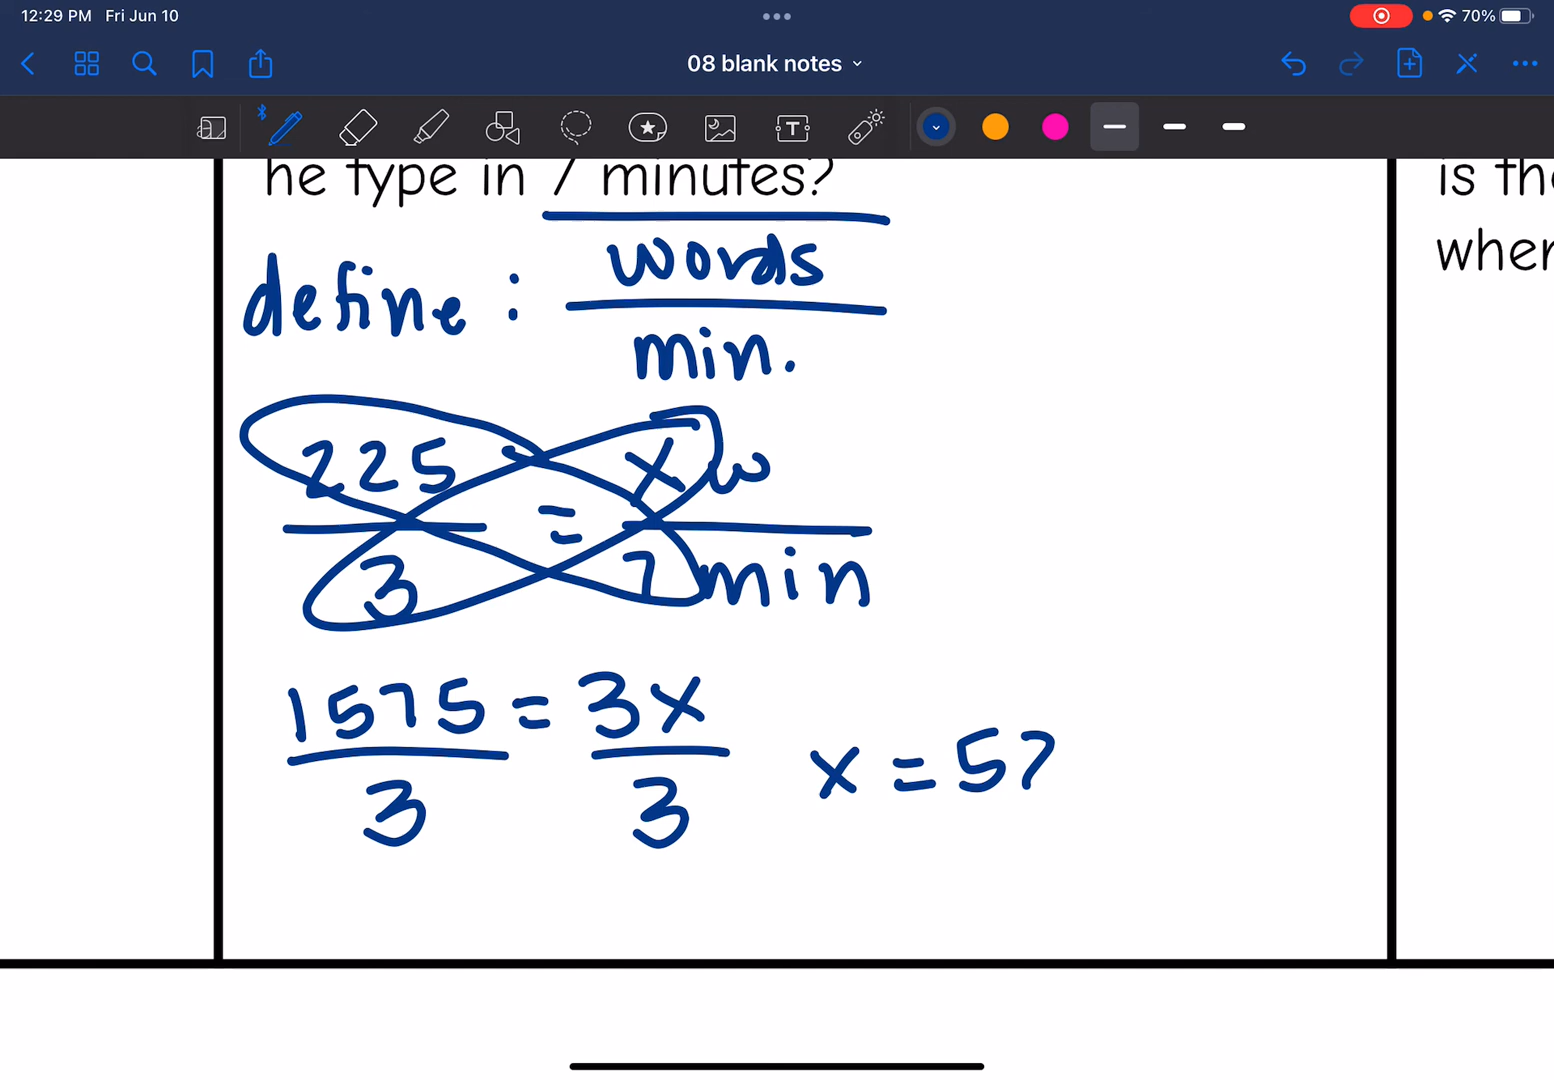 12:29 PM Fri Jun 10
70%
08 blank notes
T
he type in 7 minutes?
is th
wher
define : words
min.
225 = x w
3 7 min
1575 = 3x
3 3
x = 57